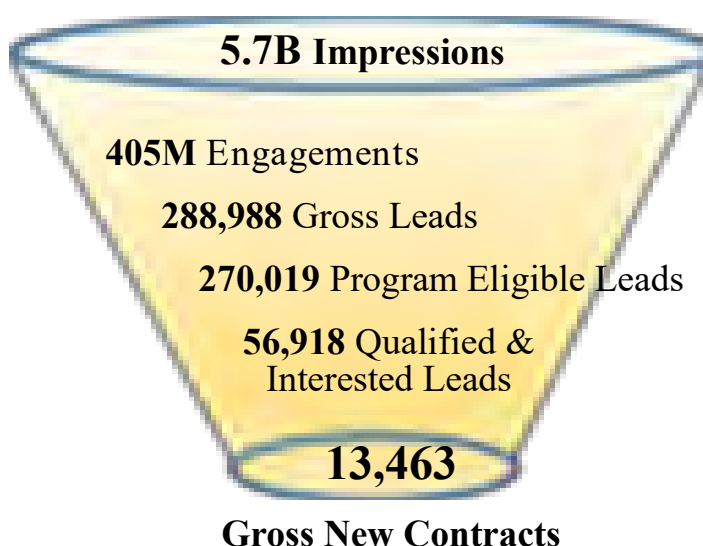 5.7B Impressions
405M Engagements
288,988 Gross Leads
270,019 Program Eligible Leads
56,918 Qualified &
Interested Leads
13,463
Gross New Contracts